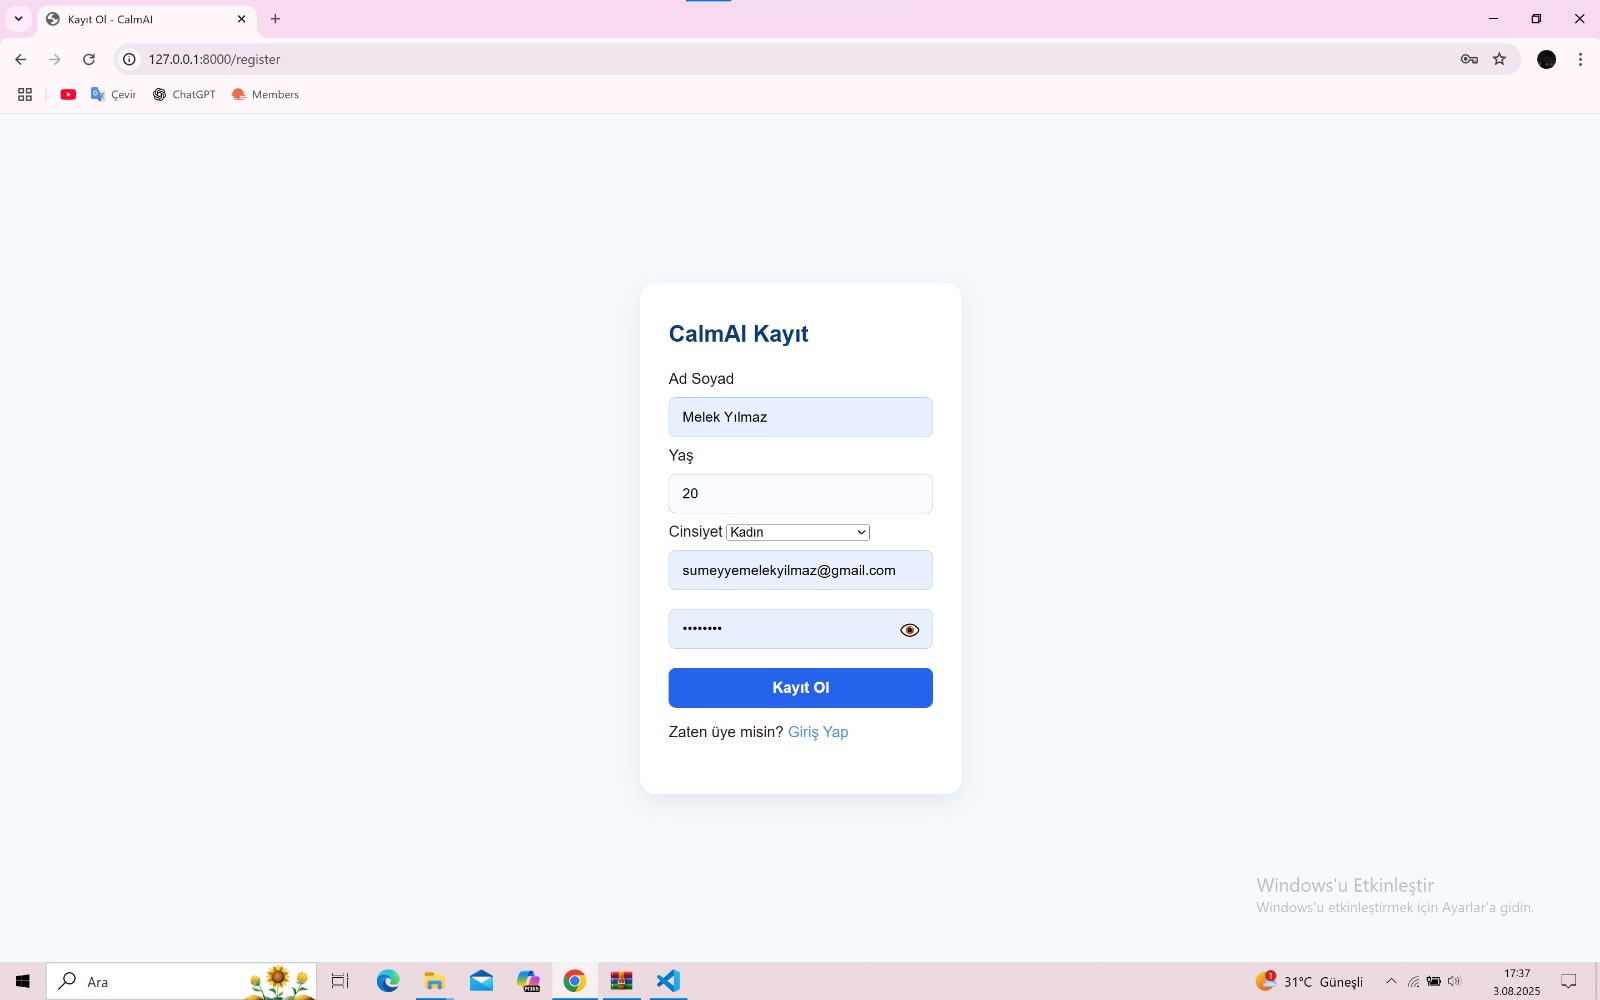 Kayıt Ol - CalmAI
127.0.0.1:8000/register
Çevir ChatGPT Members
CalmAI Kayıt
Ad Soyad
Melek Yılmaz
Yaş
20
Cinsiyet Kadın
sumeyyemelekyilmaz@gmail.com
••••••••
Kayıt Ol
Zaten üye misin? Giriş Yap
Windows'u Etkinleştir
Windows'u etkinleştirmek için Ayarlar'a gidin.
Ara
M365
1
31°C Güneşli
17:37
3.08.2025